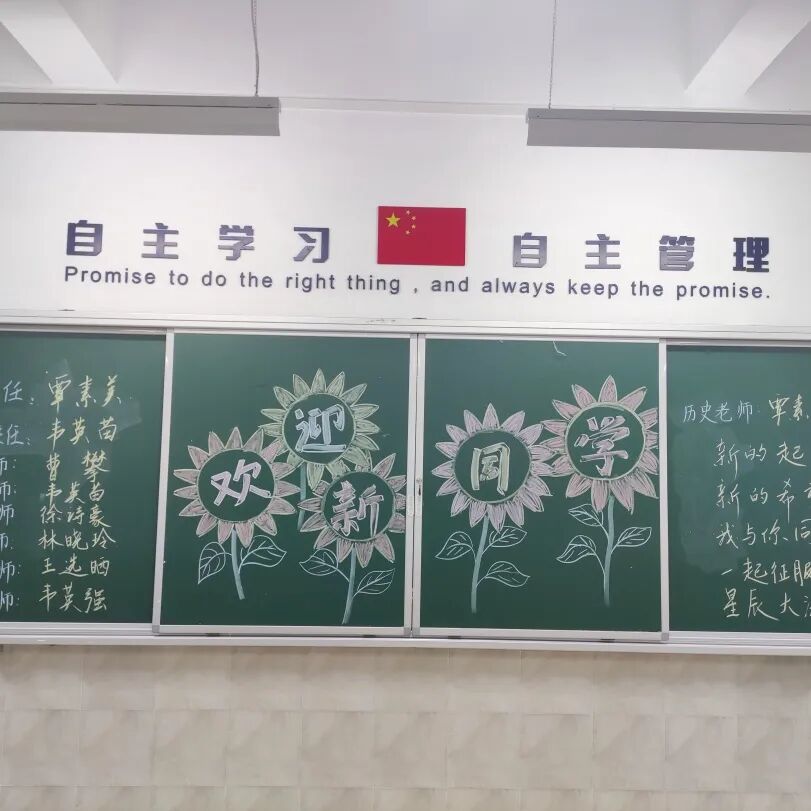 自主学习 自主管理
Promise to do the right thing , and always keep the promise.
任: 覃素美
任: 韦英苗
师: 曹攀
师: 韦英苗
师 徐诗豪
师: 林晓玲
师: 王选晒
师: 韦英强
欢迎新同学
历史老师: 覃素
新的起
新的希
我与你、同
一起征服
星辰大